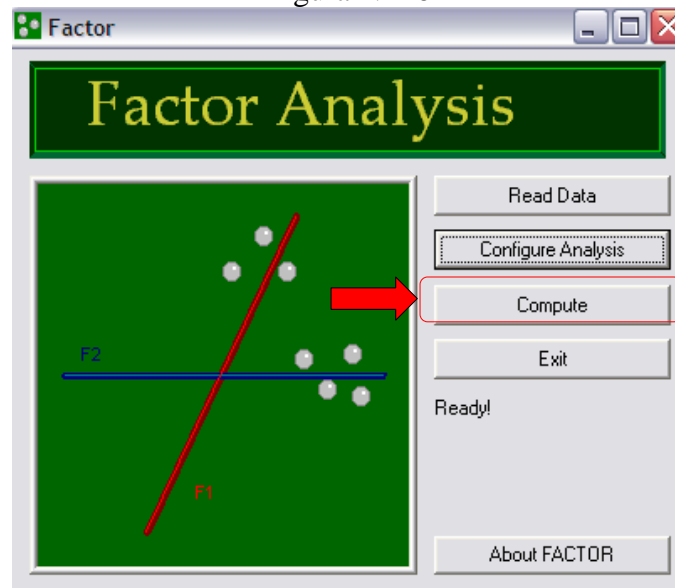 Factor
Factor Analysis
Read Data
Configure Analysis
Compute
F2
Exit
Ready!
F1
About FACTOR